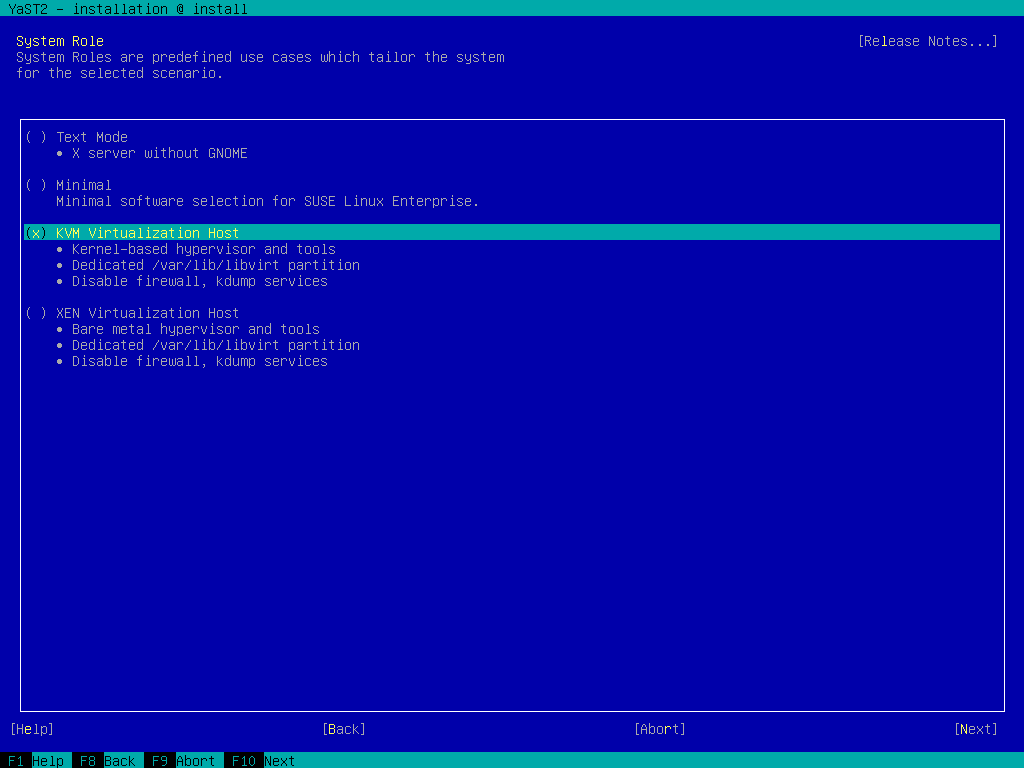 YaST2 - installation @ install
System Role
[Release Notes...]
System Roles are predefined use cases which tailor the system
for the selected scenario.
( ) Text Mode
• X server without GNOME
( ) Minimal
Minimal software selection for SUSE Linux Enterprise.
(x) KVM Virtualization Host
• Kernel-based hypervisor and tools
• Dedicated /var/lib/libvirt partition
• Disable firewall, kdump services
( ) XEN Virtualization Host
• Bare metal hypervisor and tools
• Dedicated /var/lib/libvirt partition
• Disable firewall, kdump services
[Help] [Back] [Abort] [Next]
F1 Help F8 Back F9 Abort F10 Next